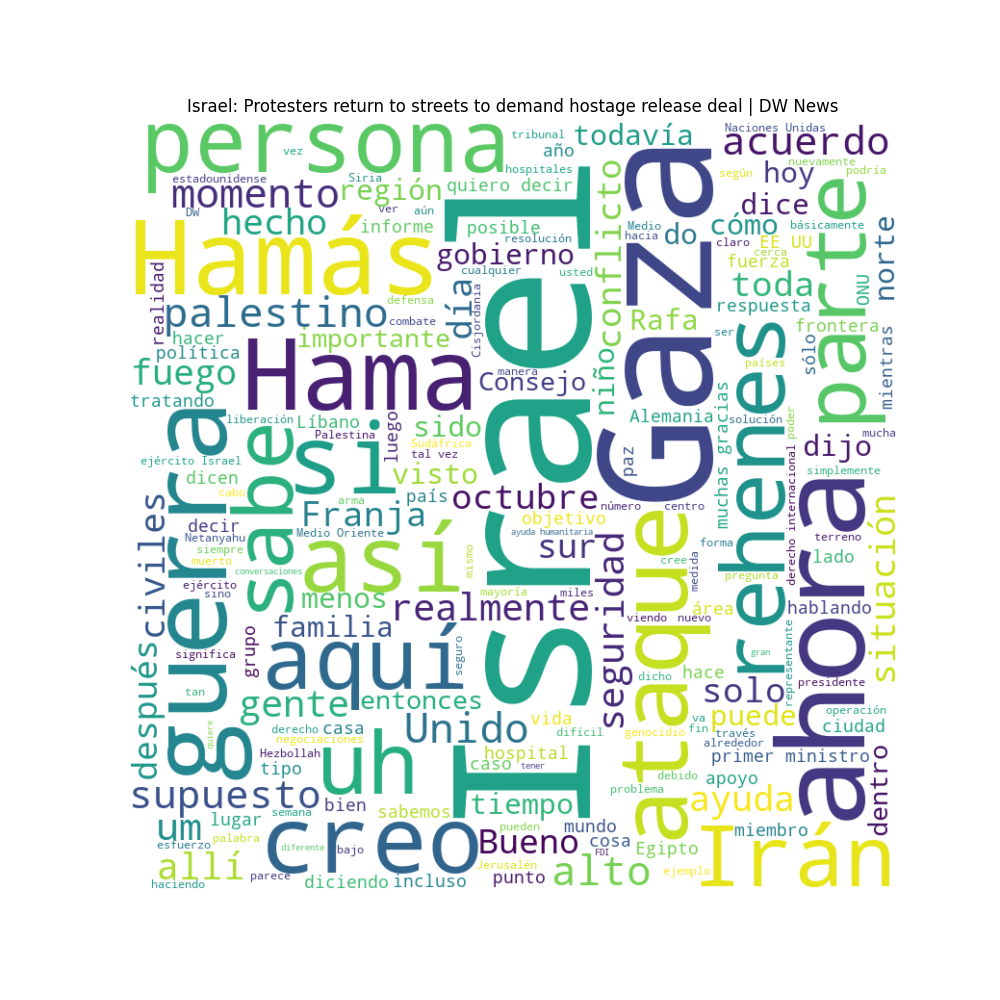 Israel: Protesters return to streets to demand hostage release deal | DW News
persona
vez
tribunal
año
todavía
Naciones Unidas
acuerdo
estadounidense
Siria
momento
región
hospitales
quiero decir
según
hoy
nuevamente
podría
DW
ver
aún
hecho
informe
posible
resolución
Medio
hacia
do
cómo
dice
claro
básicamente
EE UU
cerca
Hamás
gobierno
cualquier
usted
conflicto
Gaza
fuerza
toda
parte
ONU
norte
realidad
palestino
defensa
combate
día
Cisjordania
Israel
Rafa
respuesta
frontera
hacer
política
importante
ser
países
sólo
mientras
fuego
tratando
Hama
manera
Consejo
niño
rehenes
liberación
Líbano
Palestina
luego
sido
Sudáfrica
tal vez
Alemania
muchas gracias
solución
poder
mucha
dijo
guerra
sabe
si
ejército Israel
dicen
visto
paz
derecho internacional
simplemente
cabo
arma
país
octubre
número
centro
ahora
civiles
decir
Netanyahu
Franja
Medio Oriente
objetivo
ayuda humanitaria
ataque
terreno
situación
siempre
muerto
así
mismo
sur
seguridad
cree
medida
forma
lado
conversaciones
ejército
sino
menos
mayoría
miles
pregunta
realmente
viendo
nuevo
área
hablando
después
significa
grupo
familia
aquí
seguro
dicho
hace
gran
representante
presidente
tan
gente
entonces
solo
quiere
derecho
casa
negociaciones
Unido
vida
difícil
genocidio
va
fin
puede
través
alrededor
operación
ciudad
Hezbollah
tipo
uh
hospital
caso
tener
problema
debido
apoyo
primer ministro
dentro
supuesto
bien
semana
sabemos
tiempo
ayuda
um
lugar
palabra
esfuerzo
creo
pueden
Bueno
mundo
cosa
FDI
Egipto
miembro
Irán
allí
haciendo
parece
diferente
bajo
diciendo
incluso
Jerusalén
punto
alto
ejemplo